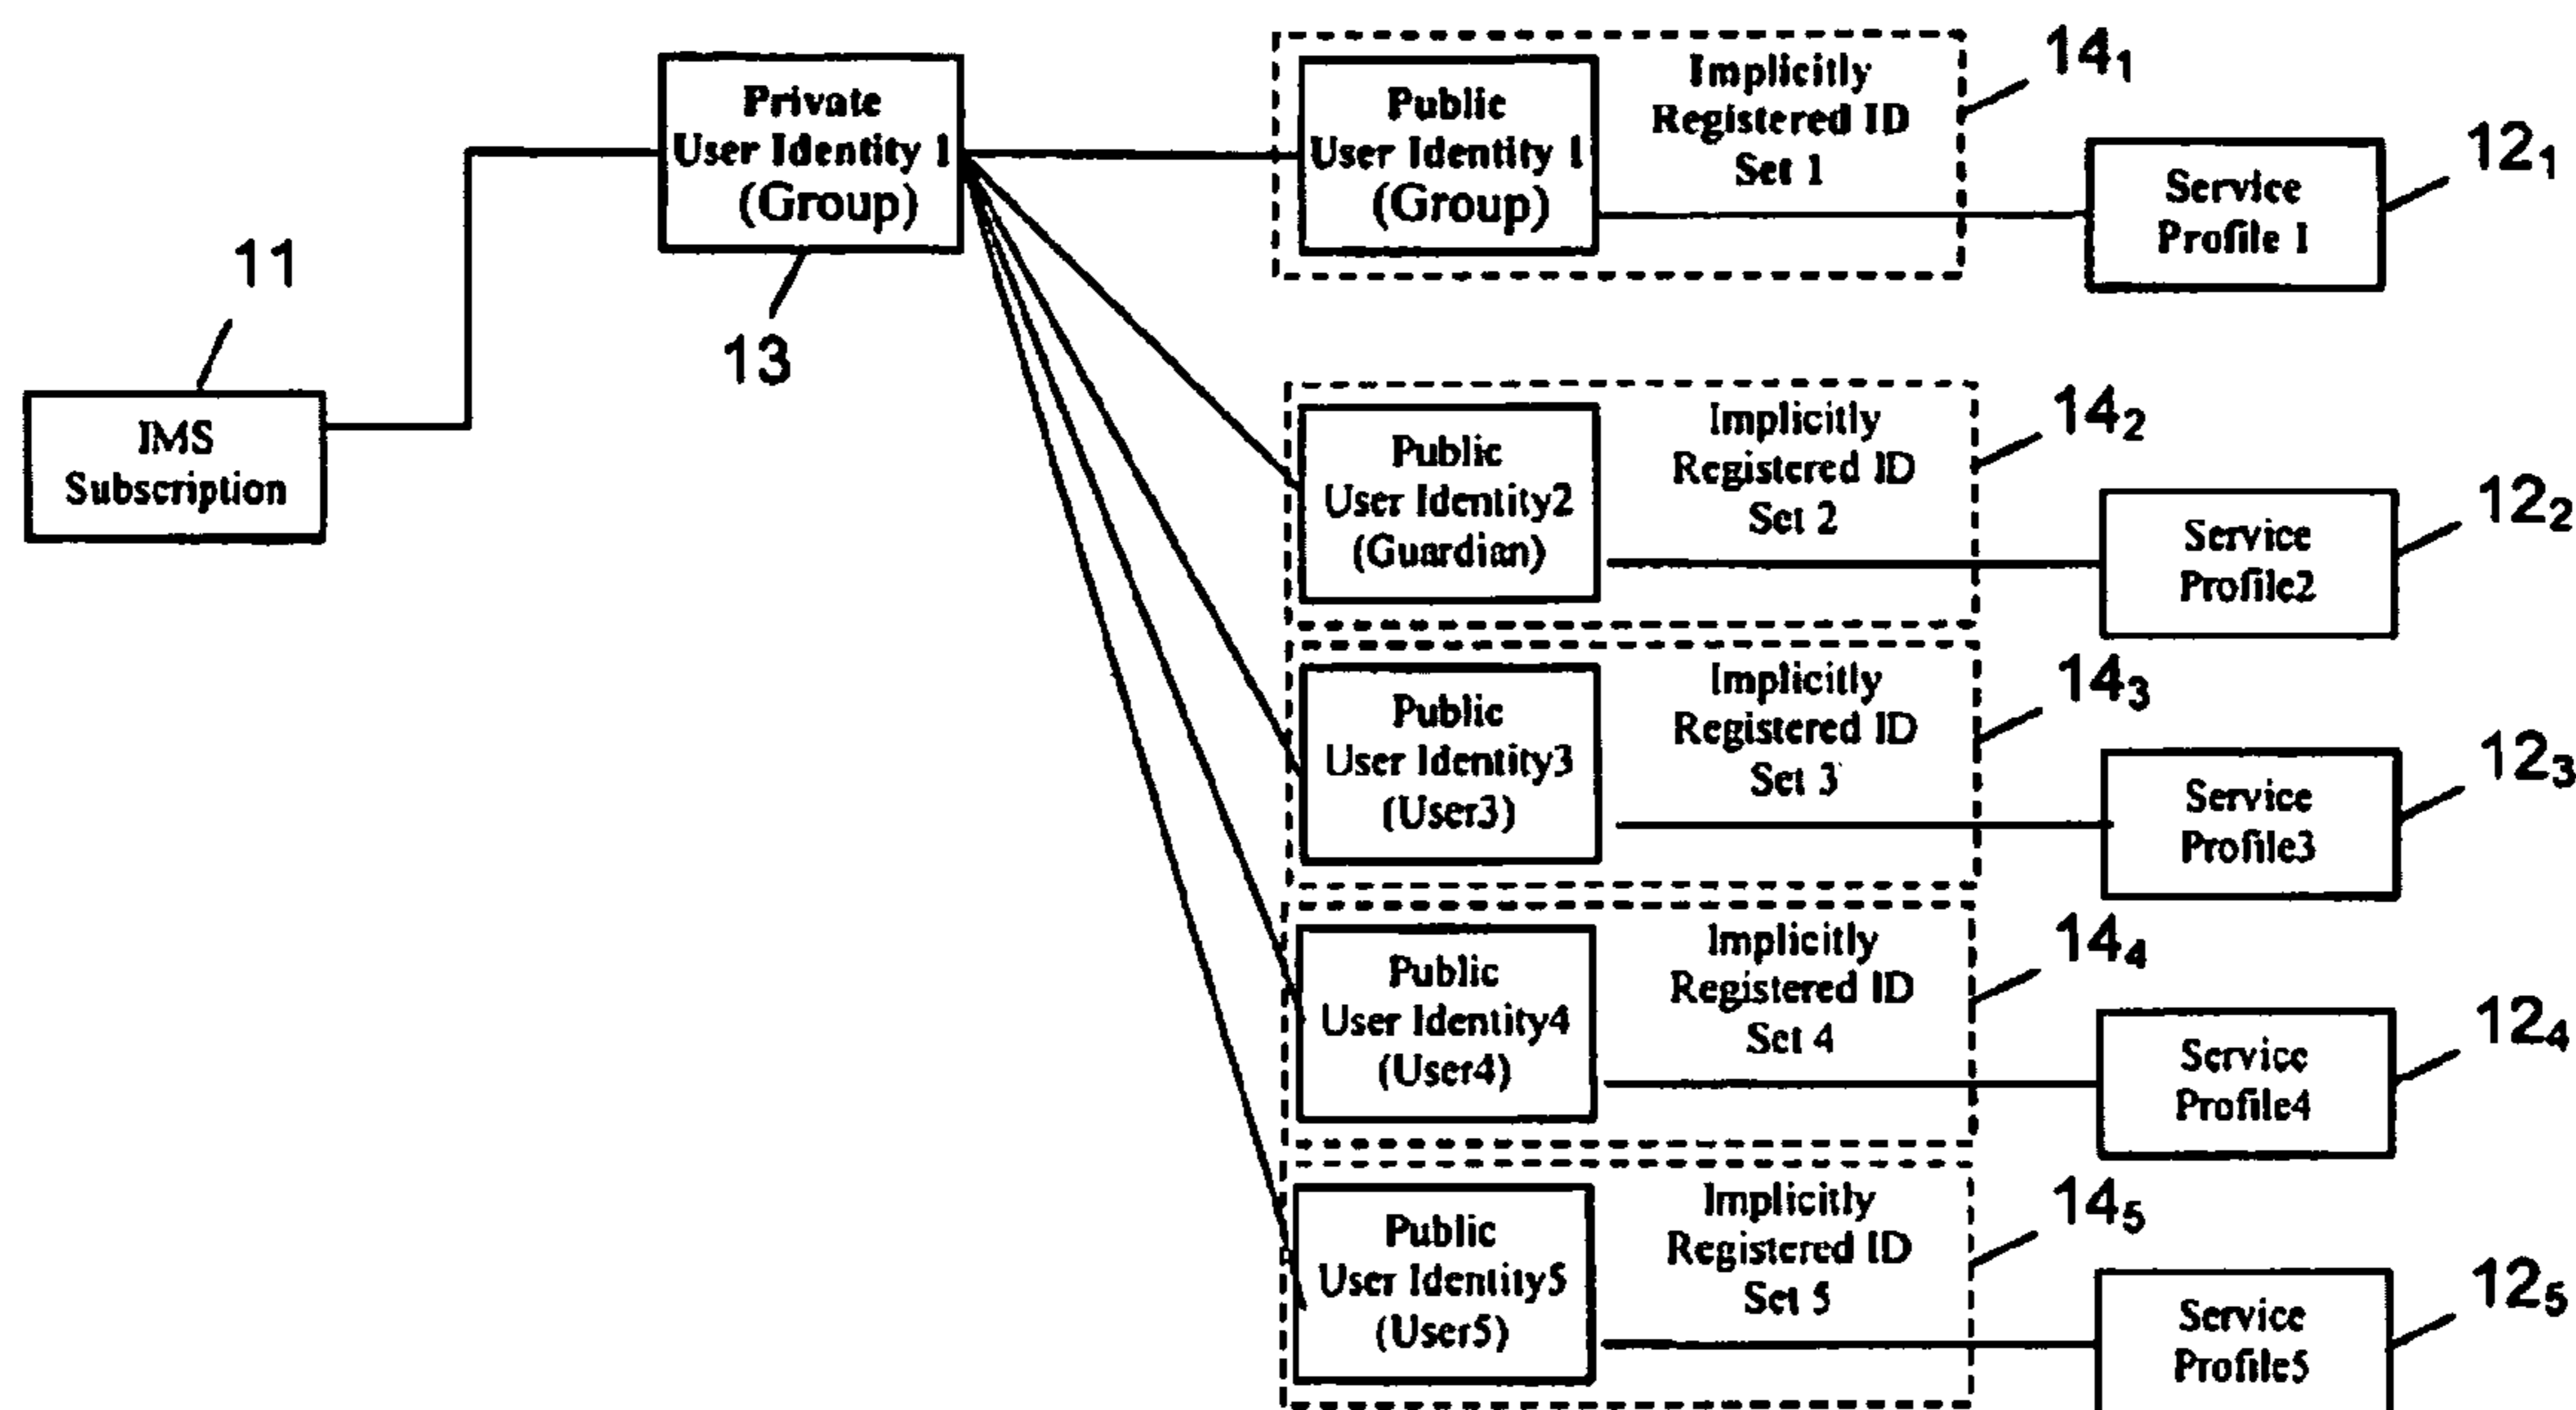 11
IMS
Subscription
Private
User Identity 1
(Group)
13
Public
User Identity 1
(Group)
Implicitly
Registered ID
Set 1
14₁
Service
Profile 1
12₁
Public
User Identity2
(Guardian)
Implicitly
Registered ID
Set 2
14₂
Service
Profile2
12₂
Public
User Identity3
(User3)
Implicitly
Registered ID
Set 3
14₃
Service
Profile3
12₃
Public
User Identity4
(User4)
Implicitly
Registered ID
Set 4
14₄
Service
Profile4
12₄
Public
User Identity5
(User5)
Implicitly
Registered ID
Set 5
14₅
Service
Profile5
12₅